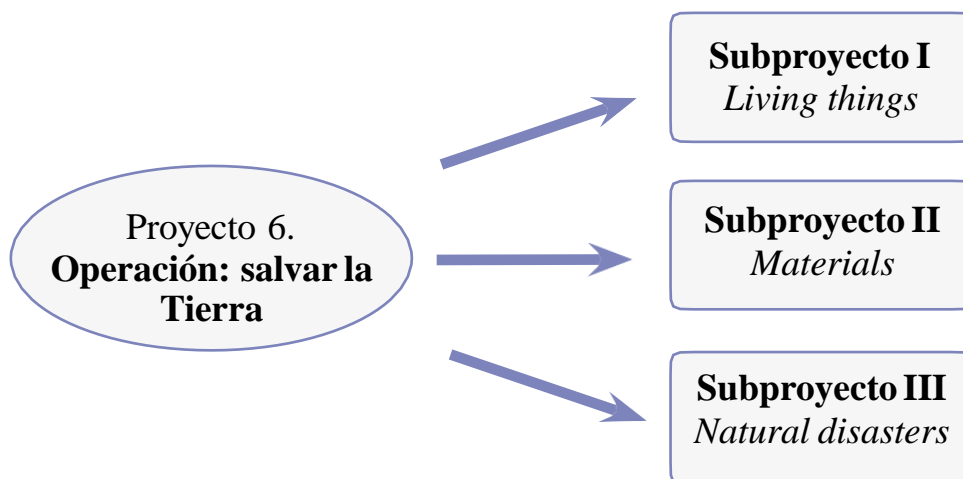 Proyecto 6.
Operación: salvar la
Tierra
Subproyecto I
Living things
Subproyecto II
Materials
Subproyecto III
Natural disasters